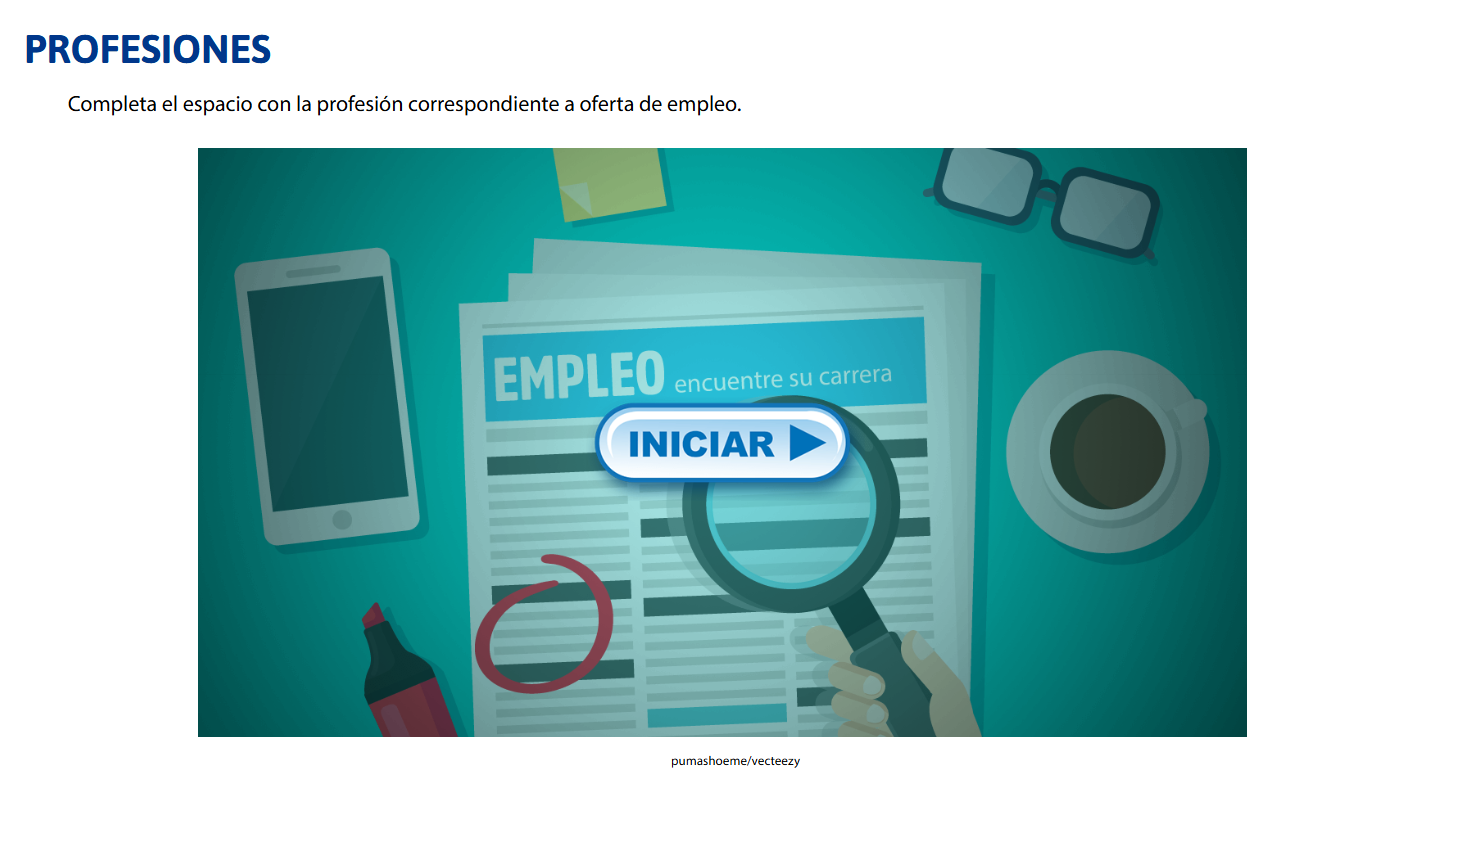 PROFESIONES
Completa el espacio con la profesión correspondiente a oferta de empleo.
EMPLEO encuentre su carrera
INICIAR
pumashoeme/vecteezy